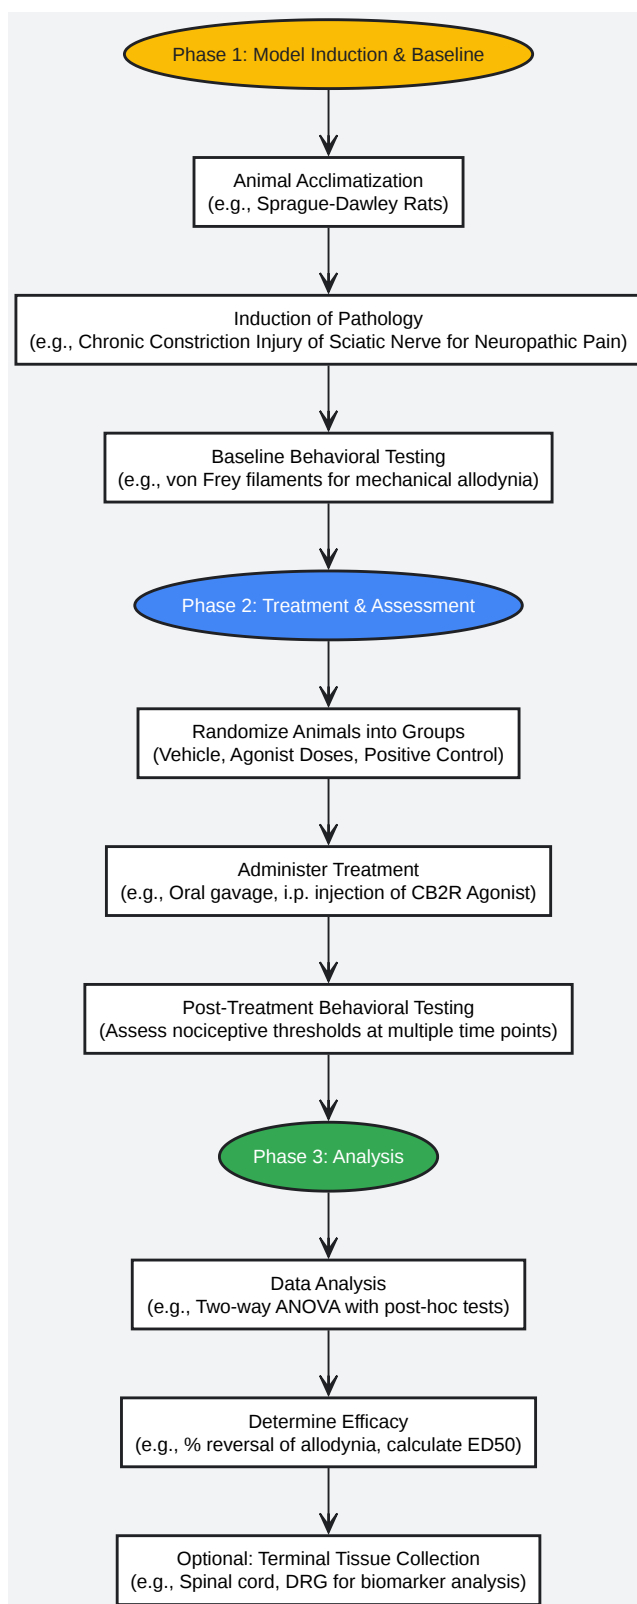 Phase 1: Model Induction & Baseline
Animal Acclimatization
(e.g., Sprague-Dawley Rats)
Induction of Pathology
(e.g., Chronic Constriction Injury of Sciatic Nerve for Neuropathic Pain)
Baseline Behavioral Testing
(e.g., von Frey filaments for mechanical allodynia)
Phase 2: Treatment & Assessment
Randomize Animals into Groups
(Vehicle, Agonist Doses, Positive Control)
Administer Treatment
(e.g., Oral gavage, i.p. injection of CB2R Agonist)
Post-Treatment Behavioral Testing
(Assess nociceptive thresholds at multiple time points)
Phase 3: Analysis
Data Analysis
(e.g., Two-way ANOVA with post-hoc tests)
Determine Efficacy
(e.g., % reversal of allodynia, calculate ED50)
Optional: Terminal Tissue Collection
(e.g., Spinal cord, DRG for biomarker analysis)